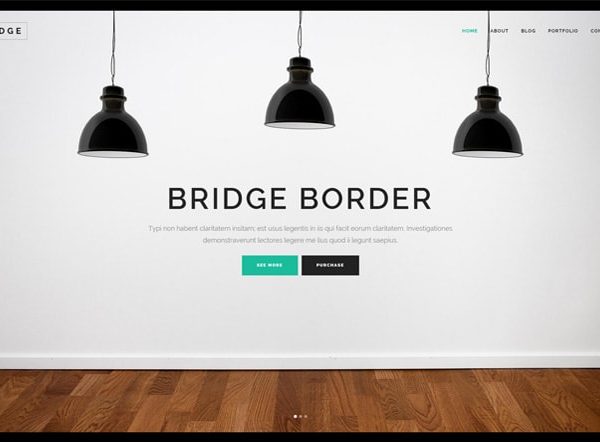 DGE
HOME ABOUT BLOG PORTFOLIO CON
BRIDGE BORDER
Typi non habent claritatem insitam; est usus legentis in iis qui facit eorum claritatem. Investigationes
demonstraverunt lectores legere me lius quod ii legunt saepius.
SEE MORE PURCHASE